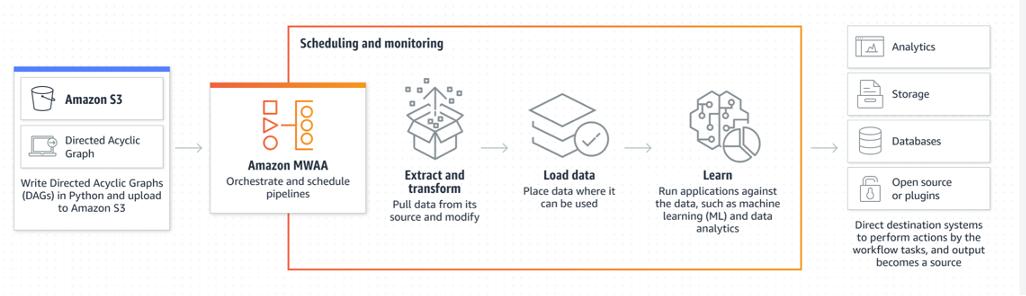 Amazon S3
Directed Acyclic
Graph
Write Directed Acyclic Graphs
(DAGs) in Python and upload
to Amazon S3
Scheduling and monitoring
Amazon MWAA
Orchestrate and schedule
pipelines
Extract and
transform
Pull data from its
source and modify
Load data
Place data where it
can be used
Learn
Run applications against
the data, such as machine
learning (ML) and data
analytics
Analytics
Storage
Databases
Open source
or plugins
Direct destination systems
to perform actions by the
workflow tasks, and output
becomes a source